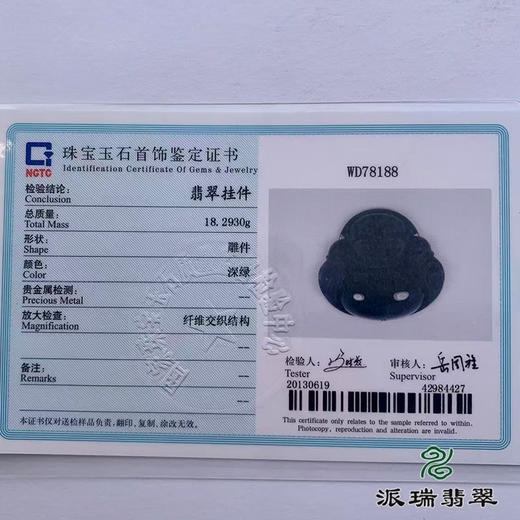 NGTC
珠宝玉石首饰鉴定证书
Identification Certificate Of Gems & Jewelry
检验结论:
Conclusion
翡翠挂件
总质量:
Total Mass
18.2930g
形状:
Shape
雕件
颜色:
Color
深绿
贵金属检测:
Precious Metal
--
放大检查:
Magnification
纤维交织结构
--
备注:
Remarks
--
--
本证书仅对送检样品负责,翻印、复制、涂改无效。
WD78188
检验人:
Tester
20130619
审核人:
Supervisor
42984427
This certificate only relates to the sample referred to within.
Photocopy, reproduction and alteration are invalid.
派瑞翡翠